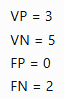 VP = 3
VN = 5
FP = 0
FN = 2